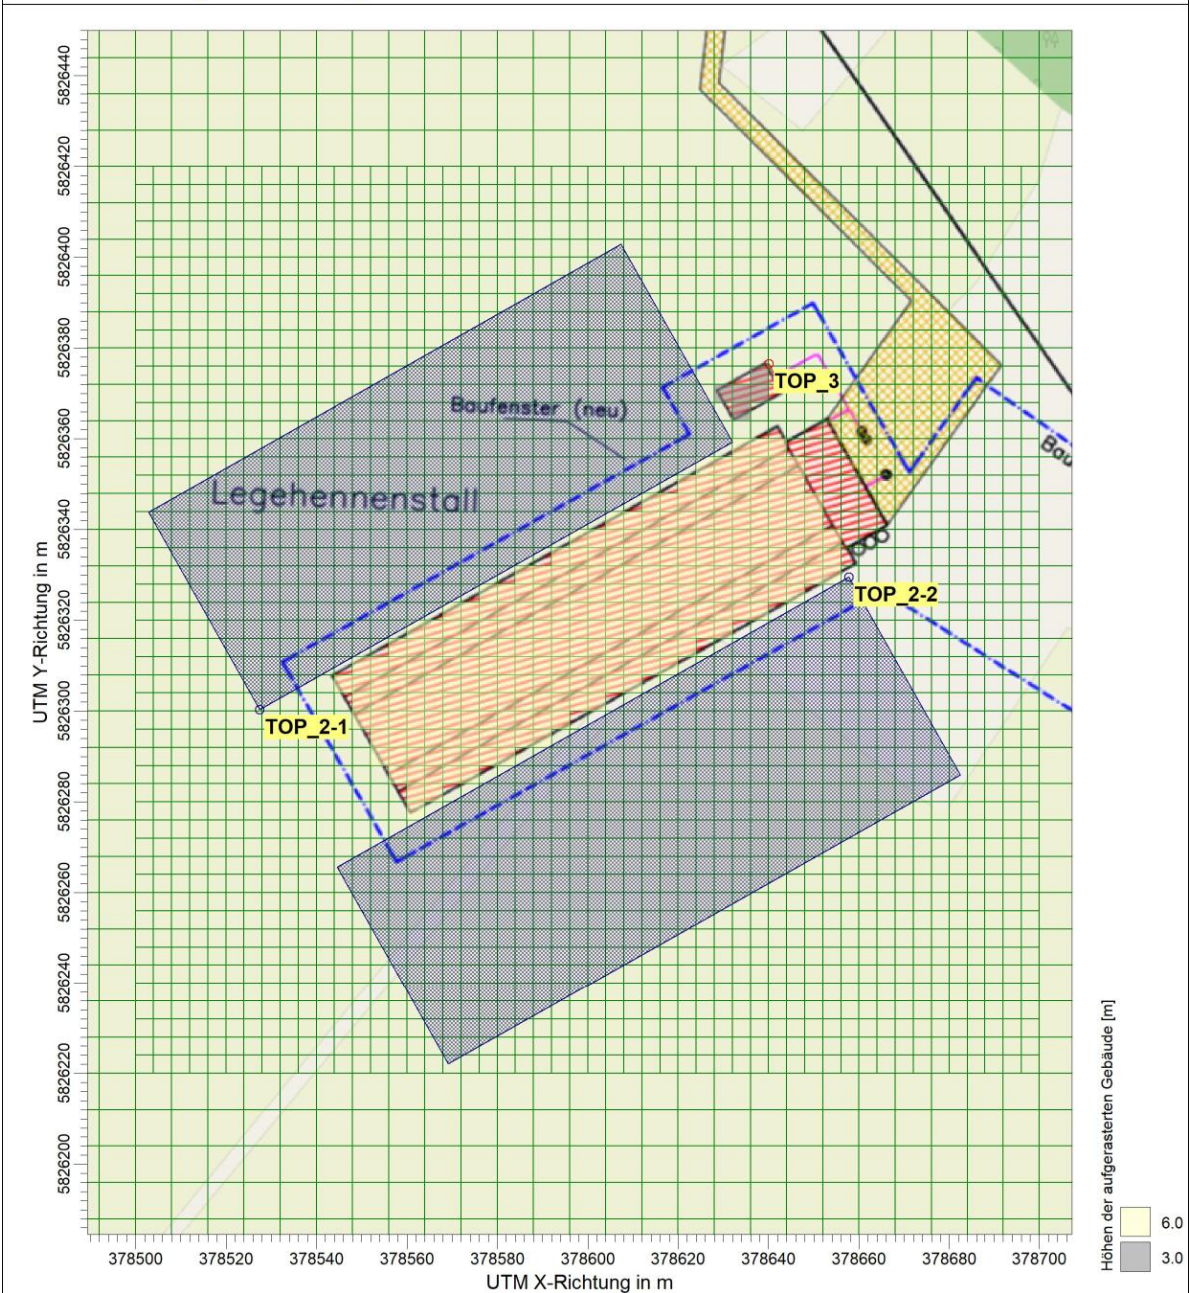 5826440
5826420
5826400
5826380
5826360
5826340
5826320
5826300
5826280
5826260
5826240
5826220
5826200
UTM Y-Richtung in m
TOP_3
Baufenster (neu)
Bau
Legehennenstall
TOP_2-2
TOP_2-1
378500
378520
378540
378560
378580
378600
378620
378640
378660
378680
378700
UTM X-Richtung in m
Höhen der aufgerasterten Gebäude [m]
6.0
3.0